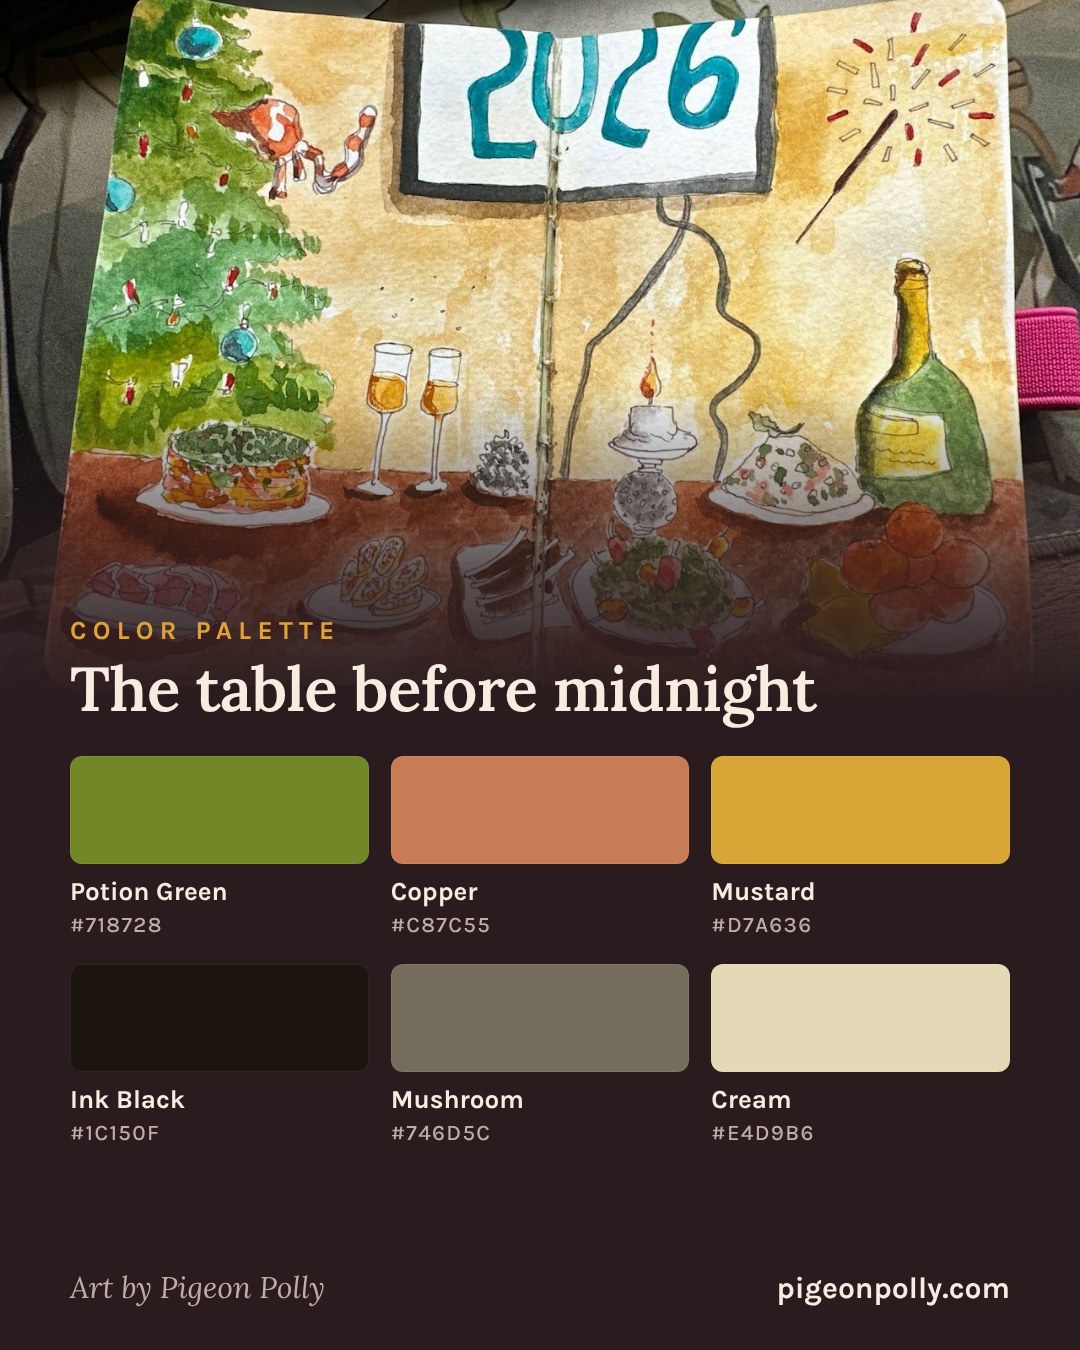 2026
COLOR PALETTE
The table before midnight
Potion Green
#718728
Copper
#C87C55
Mustard
#D7A636
Ink Black
#1C150F
Mushroom
#746D5C
Cream
#E4D9B6
Art by Pigeon Polly
pigeonpolly.com